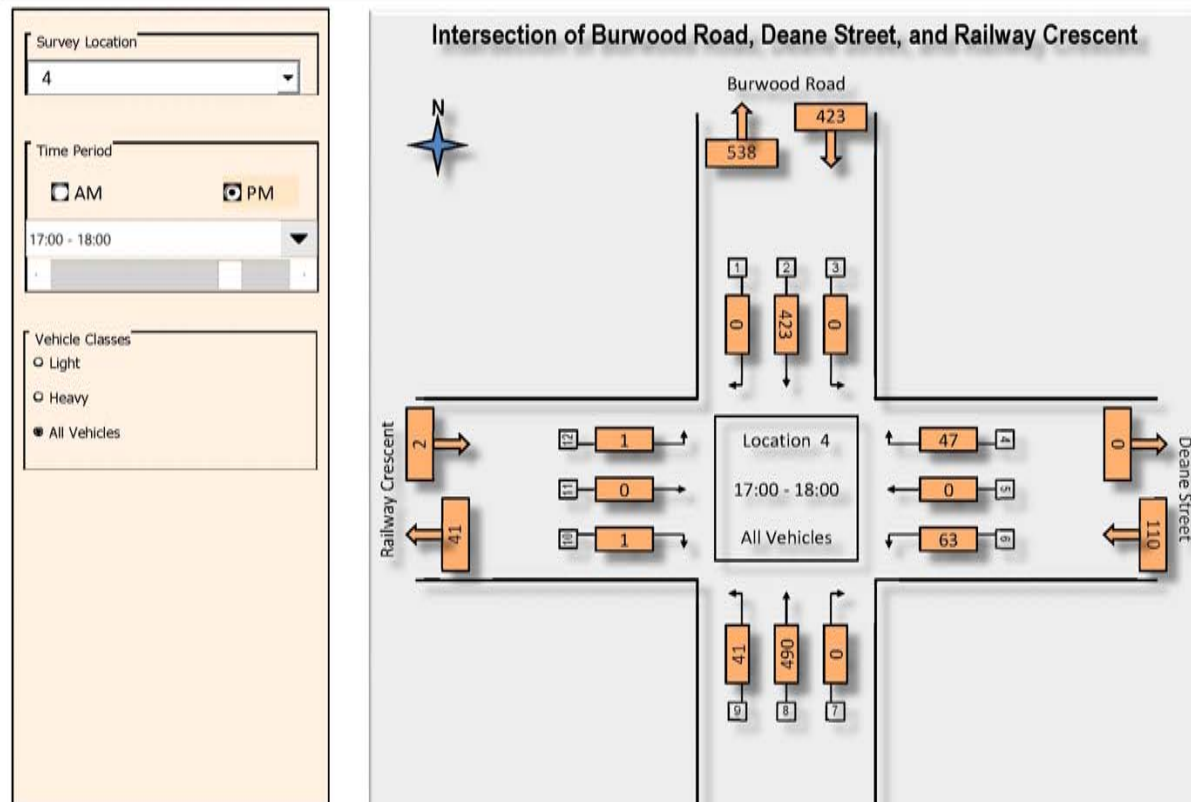 Survey Location
4
Time Period
AM PM
17:00 - 18:00
Vehicle Classes
Light
Heavy
All Vehicles
Intersection of Burwood Road, Deane Street, and Railway Crescent
Burwood Road
N
423
538
1 2 3
0 423 0
Railway Crescent
2
41
12 1
11 0
10 1
Location 4
17:00 - 18:00
All Vehicles
47 4
0 5
63 6
0
110
Deane Street
41 490 0
9 8 7